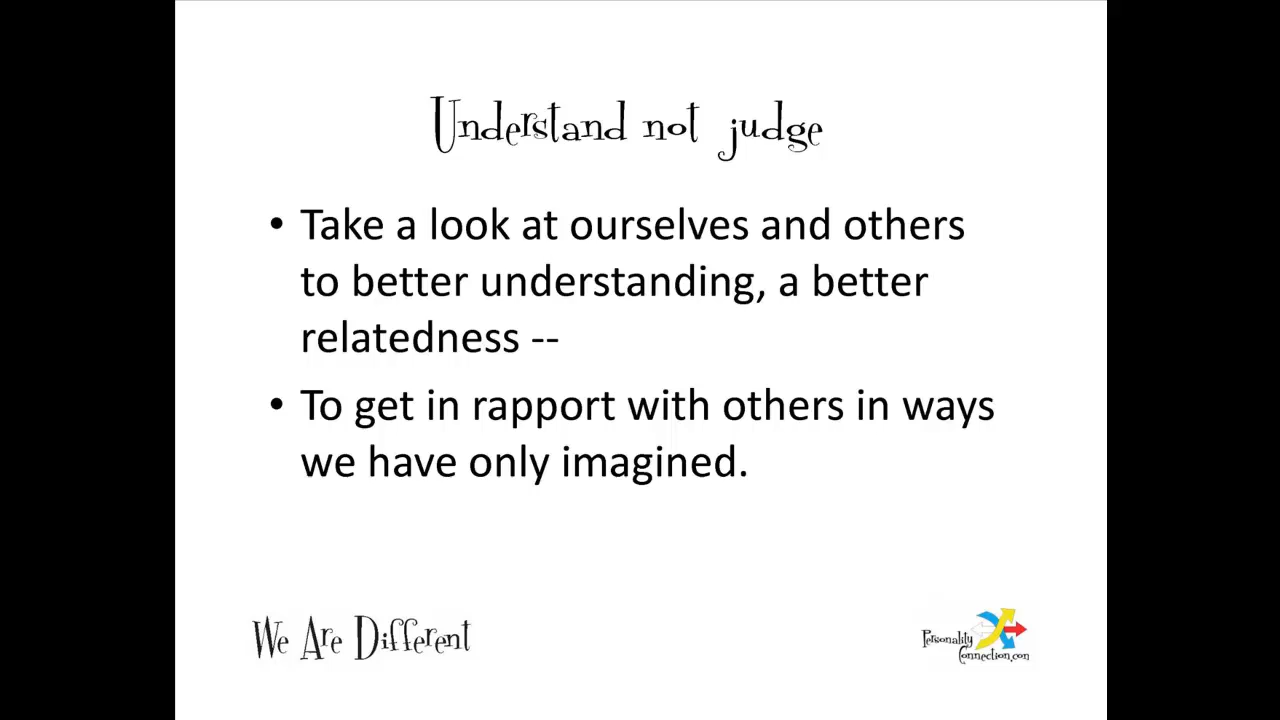 Understand not judge
• Take a look at ourselves and others
to better understanding, a better
relatedness --
• To get in rapport with others in ways
we have only imagined.
We Are Different
Personality
Connection.com